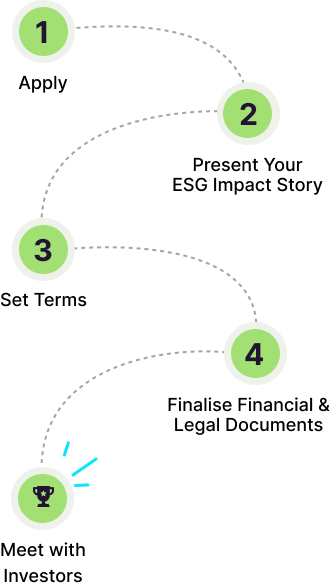 1
Apply
2
Present Your
ESG Impact Story
3
Set Terms
4
Finalise Financial &
Legal Documents
Meet with
Investors